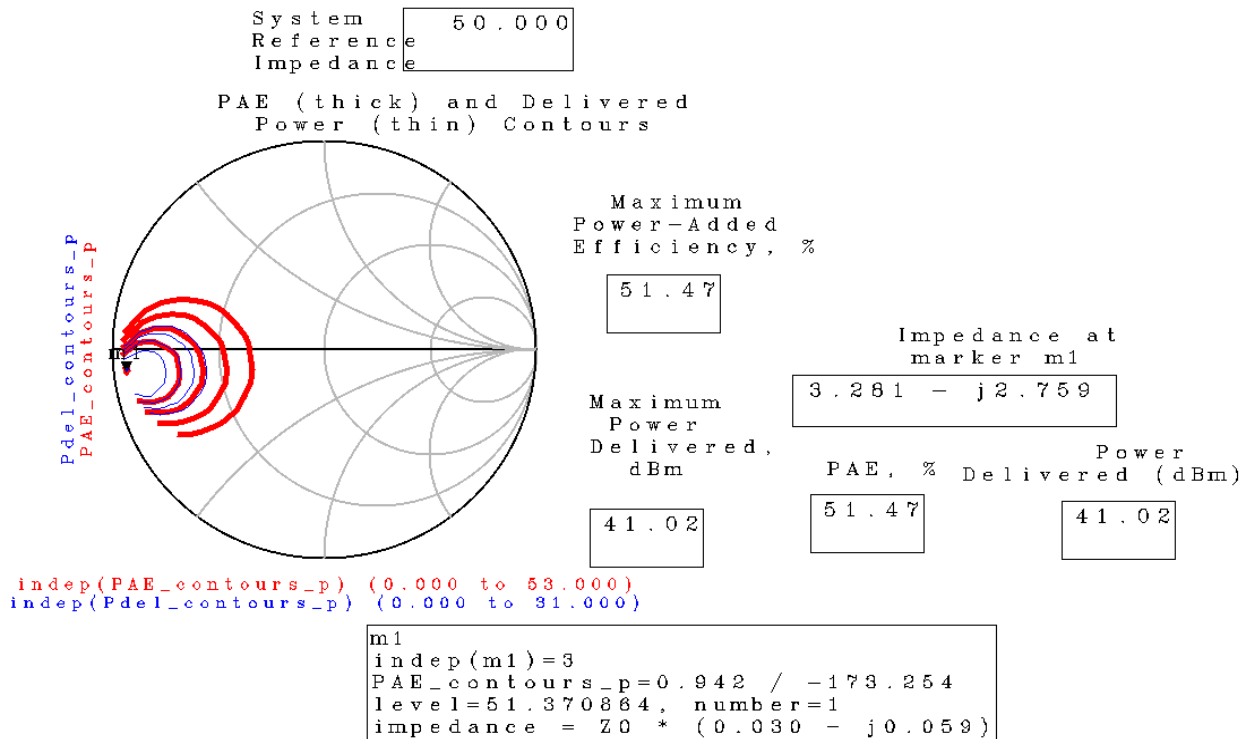 System
Reference
Impedance
50.000
PAE (thick) and Delivered
Power (thin) Contours
Pdel_contours_p
PAE_contours_p
Maximum
Power-Added
Efficiency, %
51.47
Impedance at
marker m1
3.281 - j2.759
Maximum
Power
Delivered,
dBm
41.02
PAE, %
51.47
Power
Delivered (dBm)
41.02
indep(PAE_contours_p) (0.000 to 53.000)
indep(Pdel_contours_p) (0.000 to 31.000)
m1
indep(m1)=3
PAE_contours_p=0.942 / -173.254
level=51.370864, number=1
impedance = Z0 * (0.030 - j0.059)